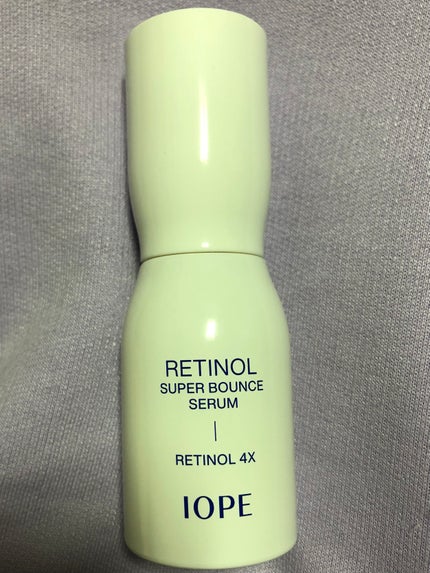 RETINOL
SUPER BOUNCE
SERUM
RETINOL 4X
IOPE